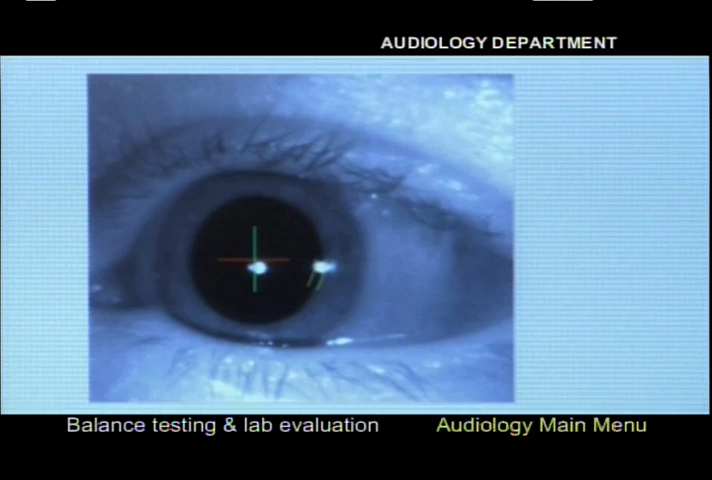 AUDIOLOGY DEPARTMENT
Balance testing & lab evaluation
Audiology Main Menu